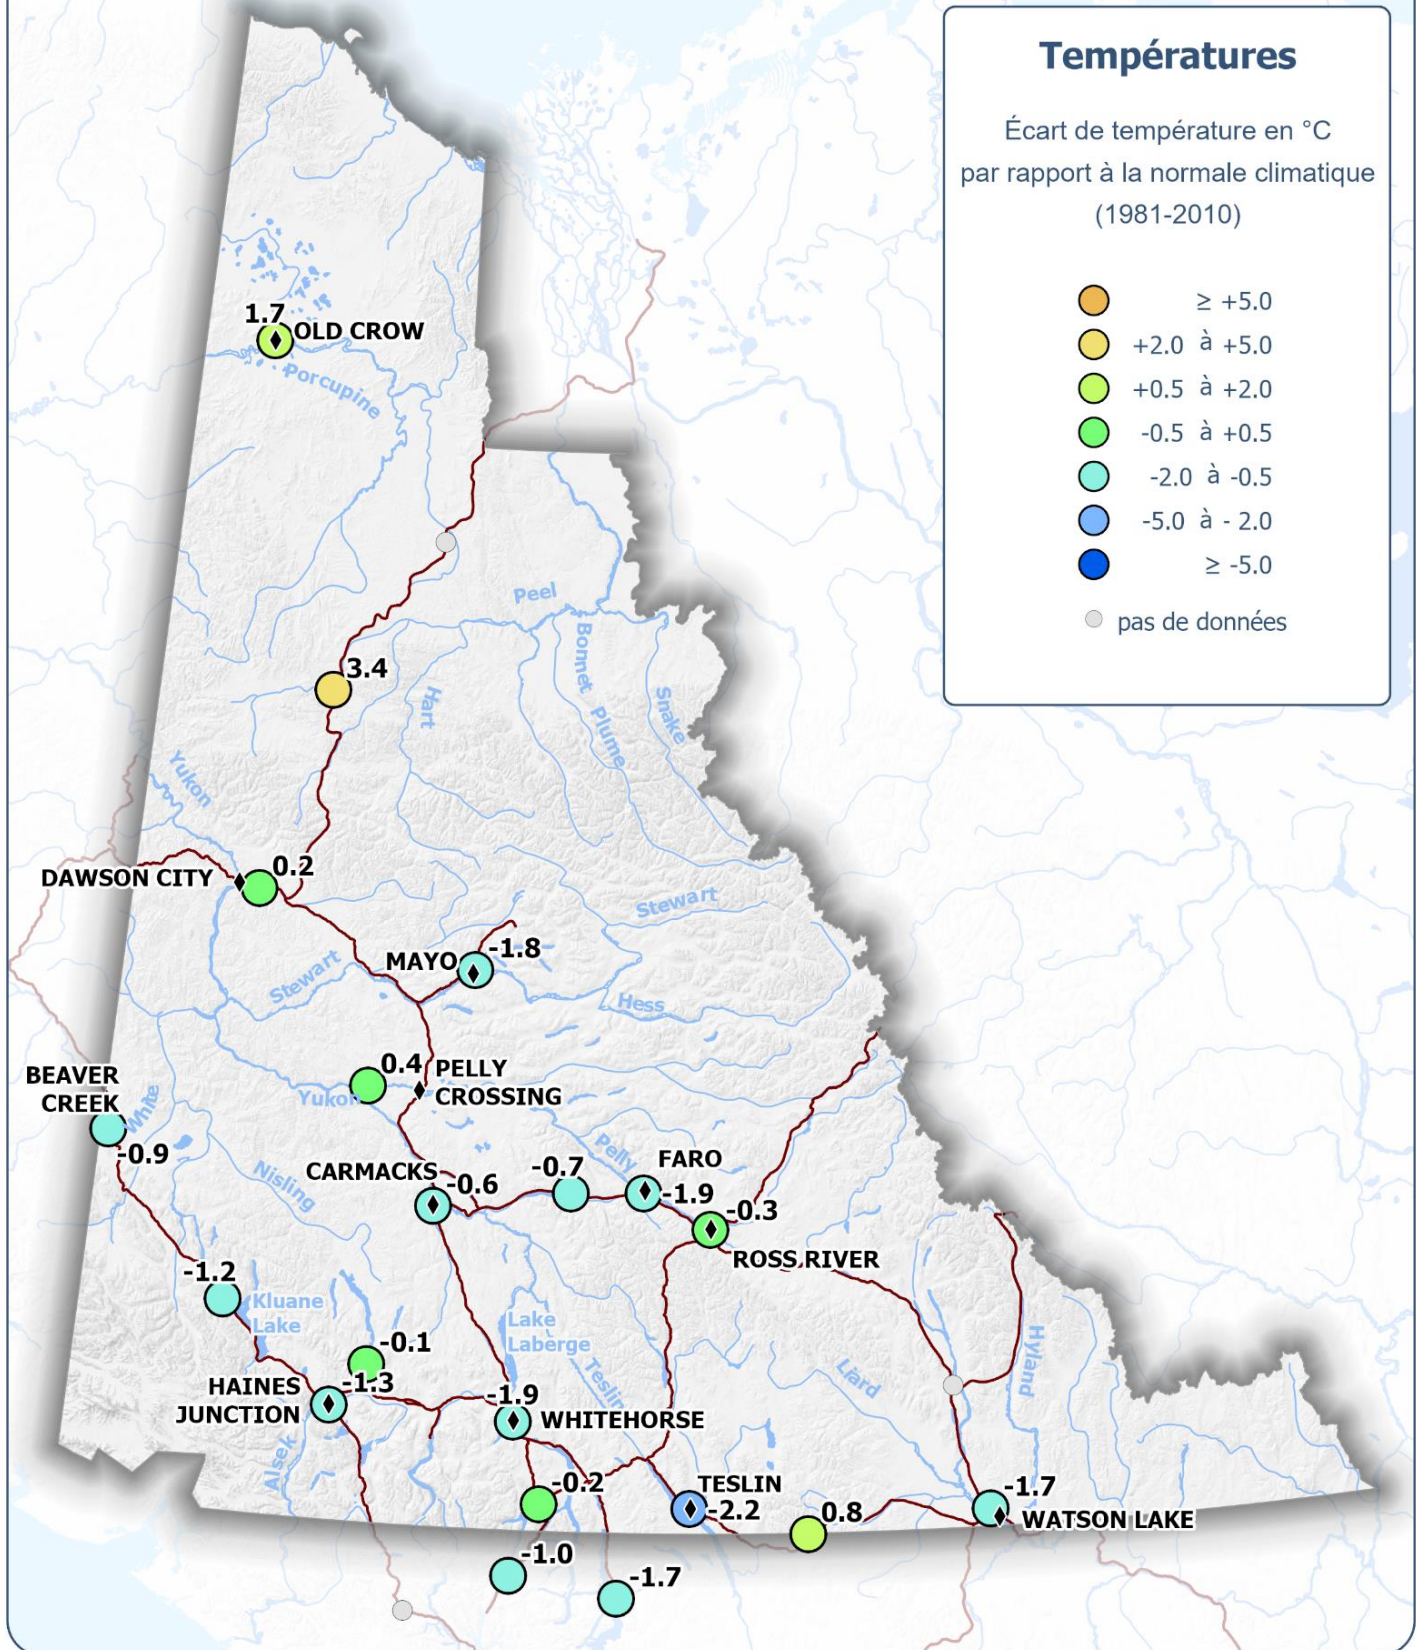 Températures
Écart de température en °C
par rapport à la normale climatique
(1981-2010)
≥ +5.0
+2.0 à +5.0
+0.5 à +2.0
-0.5 à +0.5
-2.0 à -0.5
-5.0 à - 2.0
≥ -5.0
pas de données
1.7
OLD CROW
Porcupine
Peel
Bonnet Plume
Snake
Hart
3.4
Yukon
DAWSON CITY
0.2
Stewart
MAYO
-1.8
Stewart
Hess
0.4
PELLY
CROSSING
Yukon
BEAVER
CREEK
White
-0.9
Nisling
CARMACKS
-0.6
-0.7
Pelly
FARO
-1.9
-0.3
ROSS RIVER
-1.2
Kluane
Lake
Lake
Laberge
-0.1
HAINES
JUNCTION
-1.3
Alsek
-1.9
WHITEHORSE
Teslin
Liard
Hyland
-0.2
TESLIN
-2.2
0.8
-1.7
WATSON LAKE
-1.0
-1.7